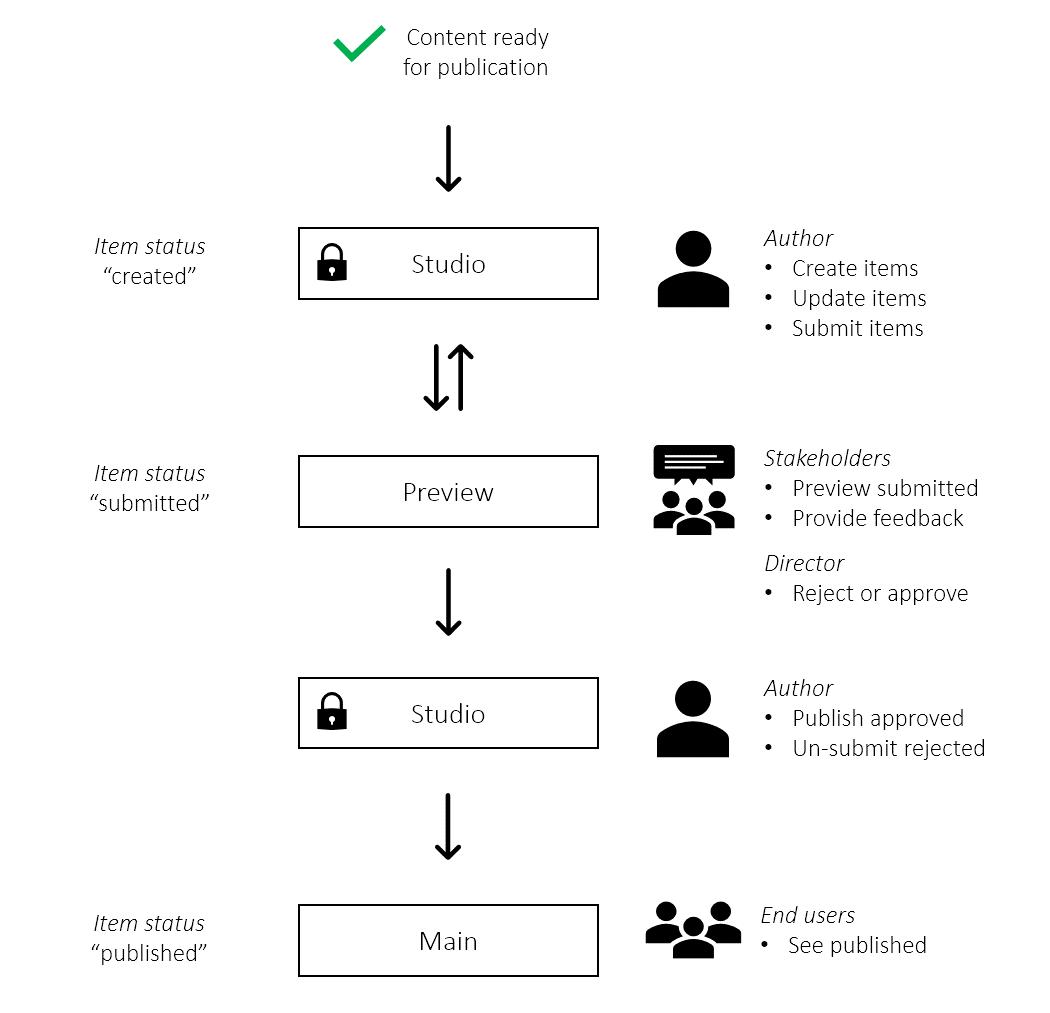 Content ready
for publication
Item status
“created”
Studio
Author
• Create items
• Update items
• Submit items
Item status
“submitted”
Preview
Stakeholders
• Preview submitted
• Provide feedback
Director
• Reject or approve
Studio
Author
• Publish approved
• Un-submit rejected
Item status
“published”
Main
End users
• See published